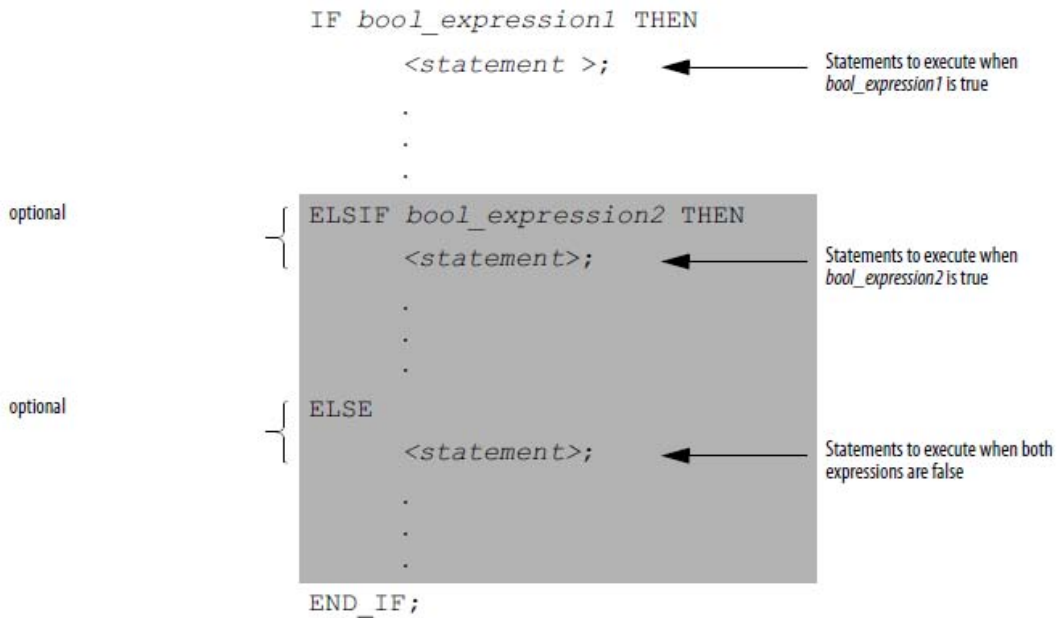 IF bool_expression1 THEN
<statement >;
Statements to execute when
bool_expression1 is true
.
.
.
optional
ELSIF bool_expression2 THEN
<statement>;
Statements to execute when
bool_expression2 is true
.
.
.
optional
ELSE
<statement>;
Statements to execute when both
expressions are false
.
.
.
END_IF;